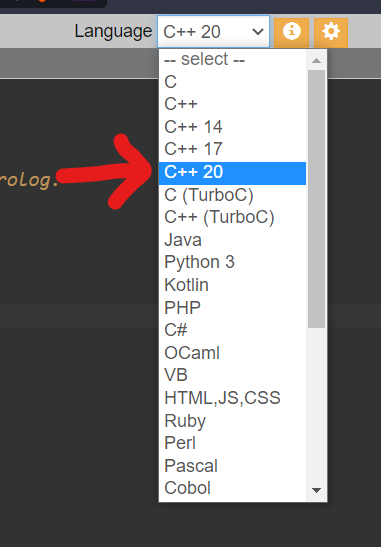 Language C++ 20
-- select --
C
C++
C++ 14
C++ 17
rolog. C++ 20
C (TurboC)
C++ (TurboC)
Java
Python 3
Kotlin
PHP
C#
OCaml
VB
HTML,JS,CSS
Ruby
Perl
Pascal
Cobol